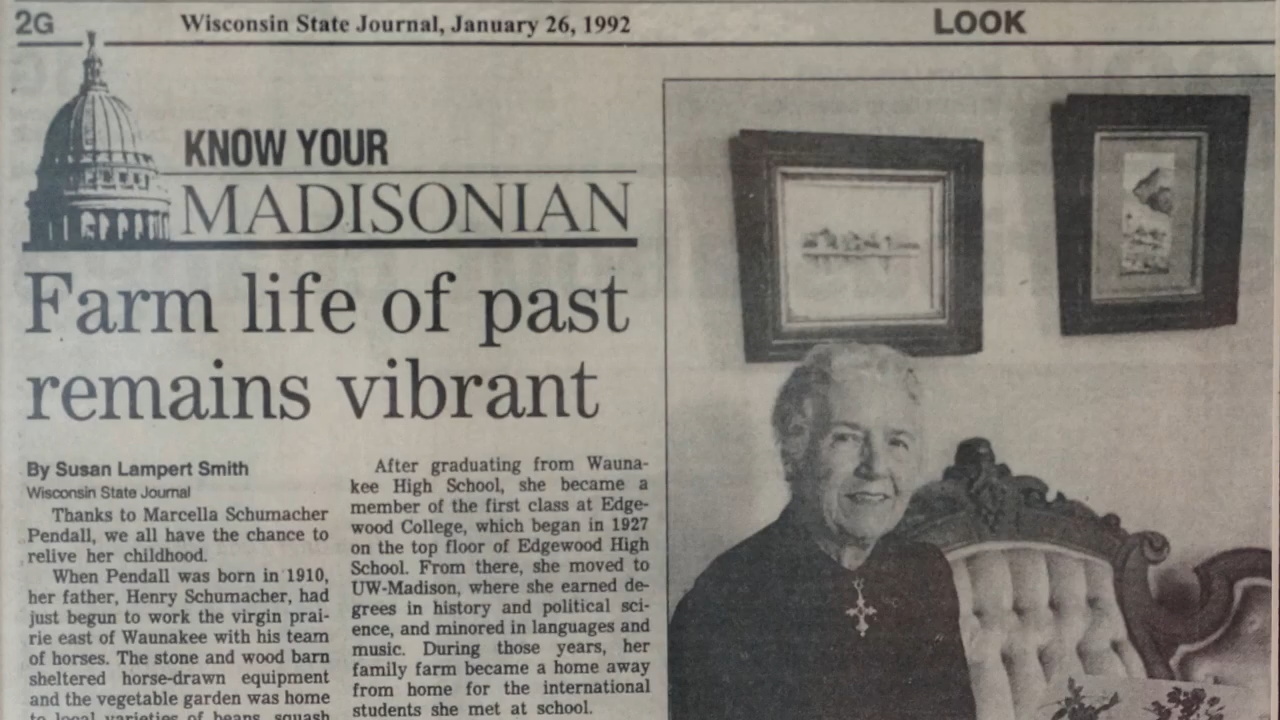 2G
Wisconsin State Journal, January 26, 1992
LOOK
KNOW YOUR
MADISONIAN
Farm life of past
remains vibrant
By Susan Lampert Smith
Wisconsin State Journal
Thanks to Marcella Schumacher
Pendall, we all have the chance to
relive her childhood.
When Pendall was born in 1910,
her father, Henry Schumacher, had
just begun to work the virgin prai-
rie east of Waunakee with his team
of horses. The stone and wood barn
sheltered horse-drawn equipment
and the vegetable garden was home
to local varieties of beans, squash
After graduating from Wauna-
kee High School, she became a
member of the first class at Edge-
wood College, which began in 1927
on the top floor of Edgewood High
School. From there, she moved to
UW-Madison, where she earned de-
grees in history and political sci-
ence, and minored in languages and
music. During those years, her
family farm became a home away
from home for the international
students she met at school.